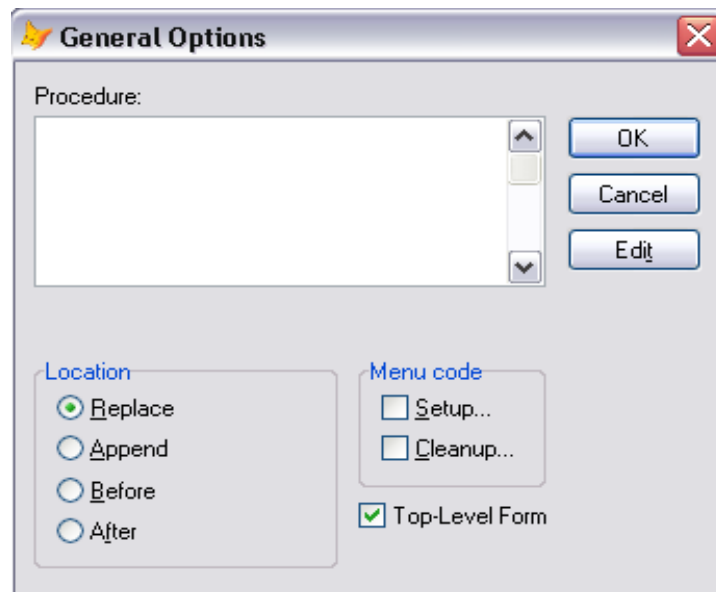 General Options
Procedure:
OK
Cancel
Edit
Location
Replace
Append
Before
After
Menu code
Setup...
Cleanup...
Top-Level Form